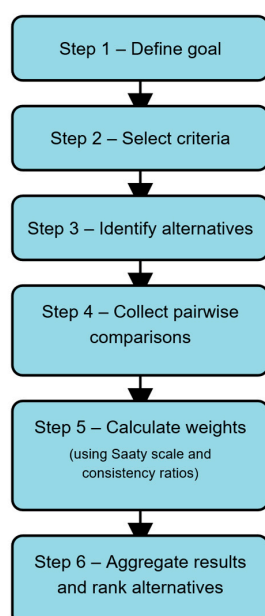 Step 1 – Define goal
Step 2 – Select criteria
Step 3 – Identify alternatives
Step 4 – Collect pairwise
comparisons
Step 5 – Calculate weights
(using Saaty scale and
consistency ratios)
Step 6 – Aggregate results
and rank alternatives